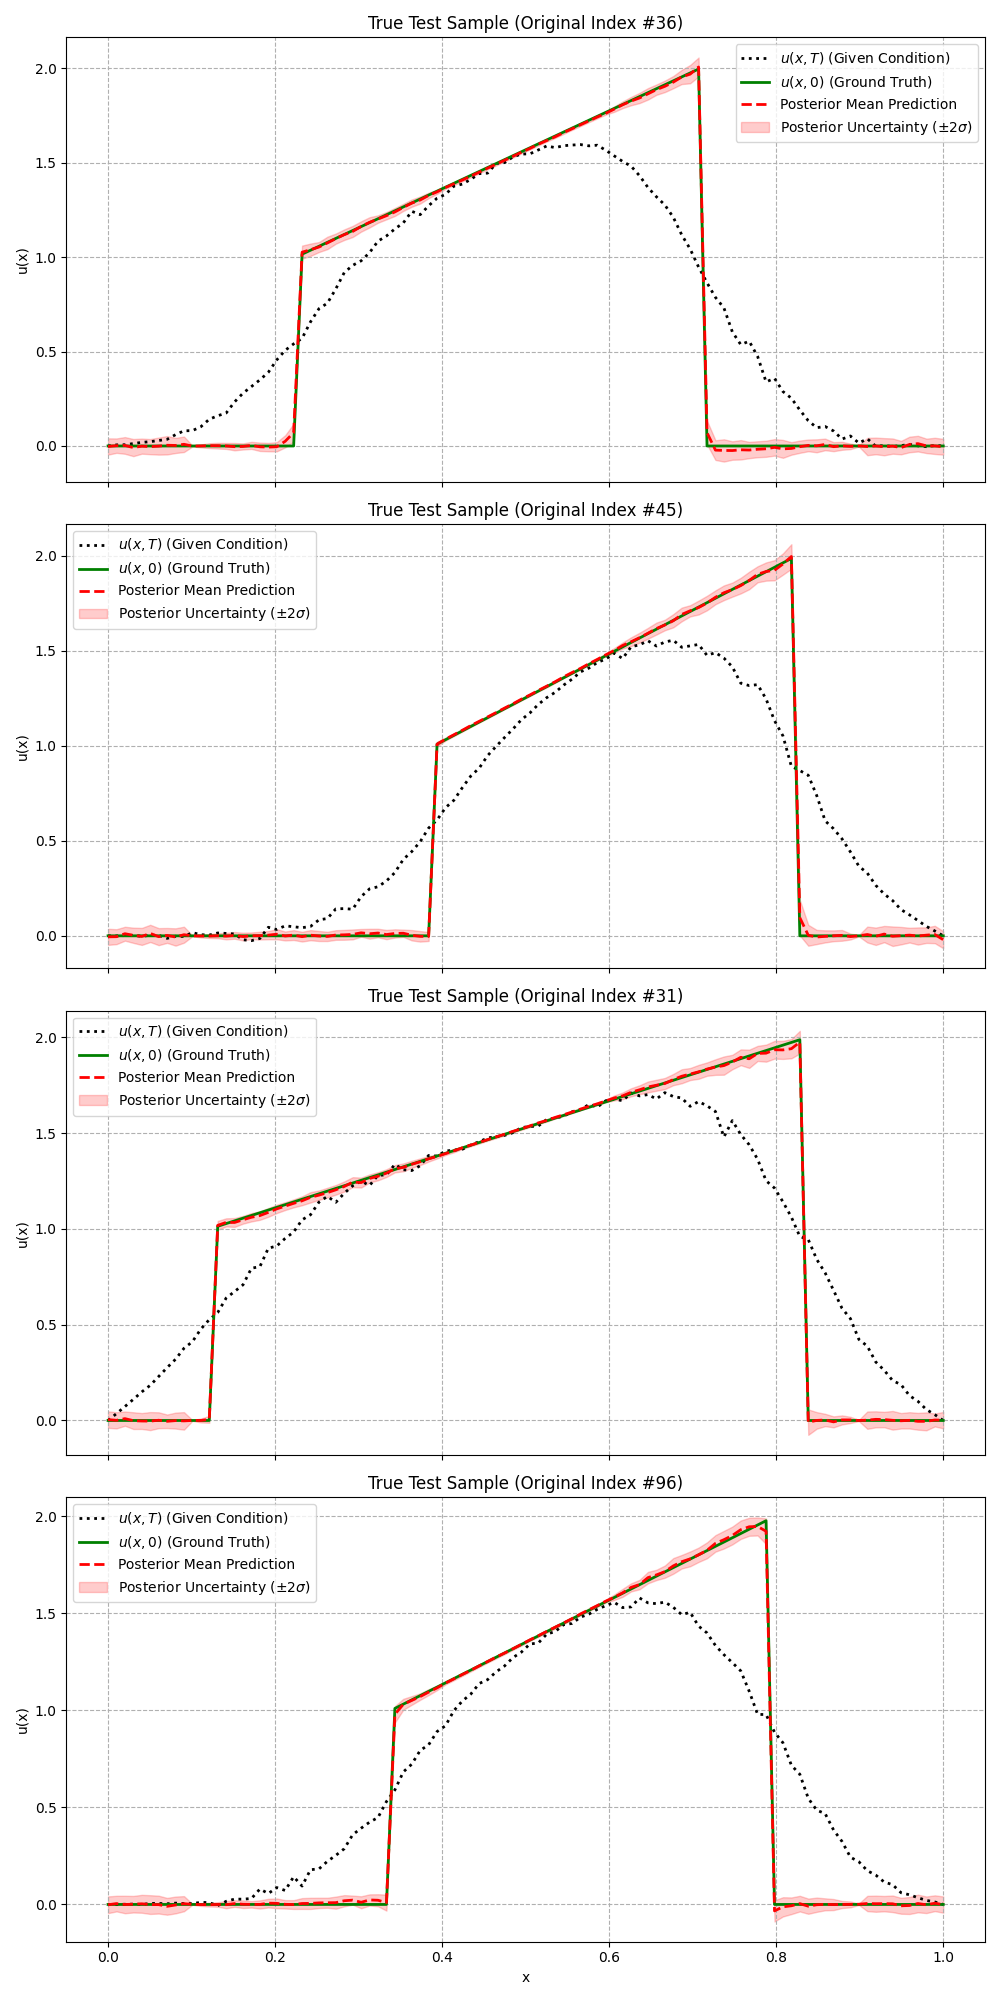 True Test Sample (Original Index #36)
u(x, T) (Given Condition)
u(x, 0) (Ground Truth)
Posterior Mean Prediction
Posterior Uncertainty (±2σ)
2.0
1.5
1.0
0.5
0.0
u(x)
True Test Sample (Original Index #45)
u(x, T) (Given Condition)
u(x, 0) (Ground Truth)
Posterior Mean Prediction
Posterior Uncertainty (±2σ)
2.0
1.5
1.0
0.5
0.0
u(x)
True Test Sample (Original Index #31)
u(x, T) (Given Condition)
u(x, 0) (Ground Truth)
Posterior Mean Prediction
Posterior Uncertainty (±2σ)
2.0
1.5
1.0
0.5
0.0
u(x)
True Test Sample (Original Index #96)
u(x, T) (Given Condition)
u(x, 0) (Ground Truth)
Posterior Mean Prediction
Posterior Uncertainty (±2σ)
2.0
1.5
1.0
0.5
0.0
u(x)
0.0 0.2 0.4 0.6 0.8 1.0
x